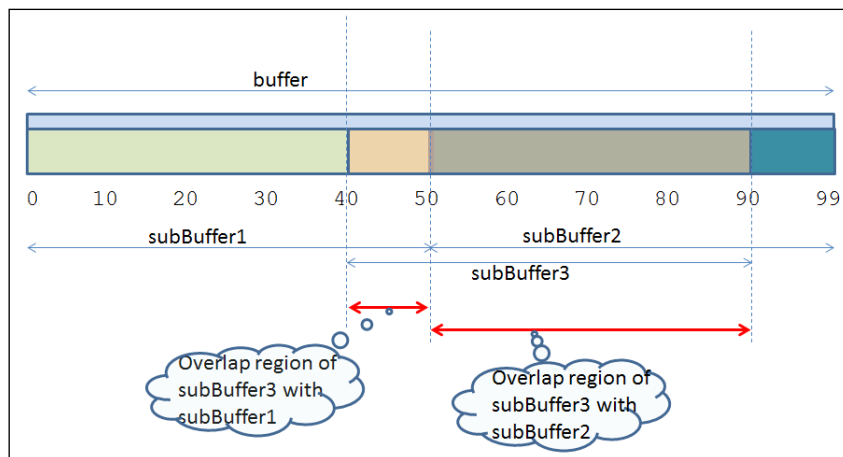 buffer
0 10 20 30 40 50 60 70 80 90 99
subBuffer1 subBuffer2
subBuffer3
Overlap region of
subBuffer3 with
subBuffer1
Overlap region of
subBuffer3 with
subBuffer2